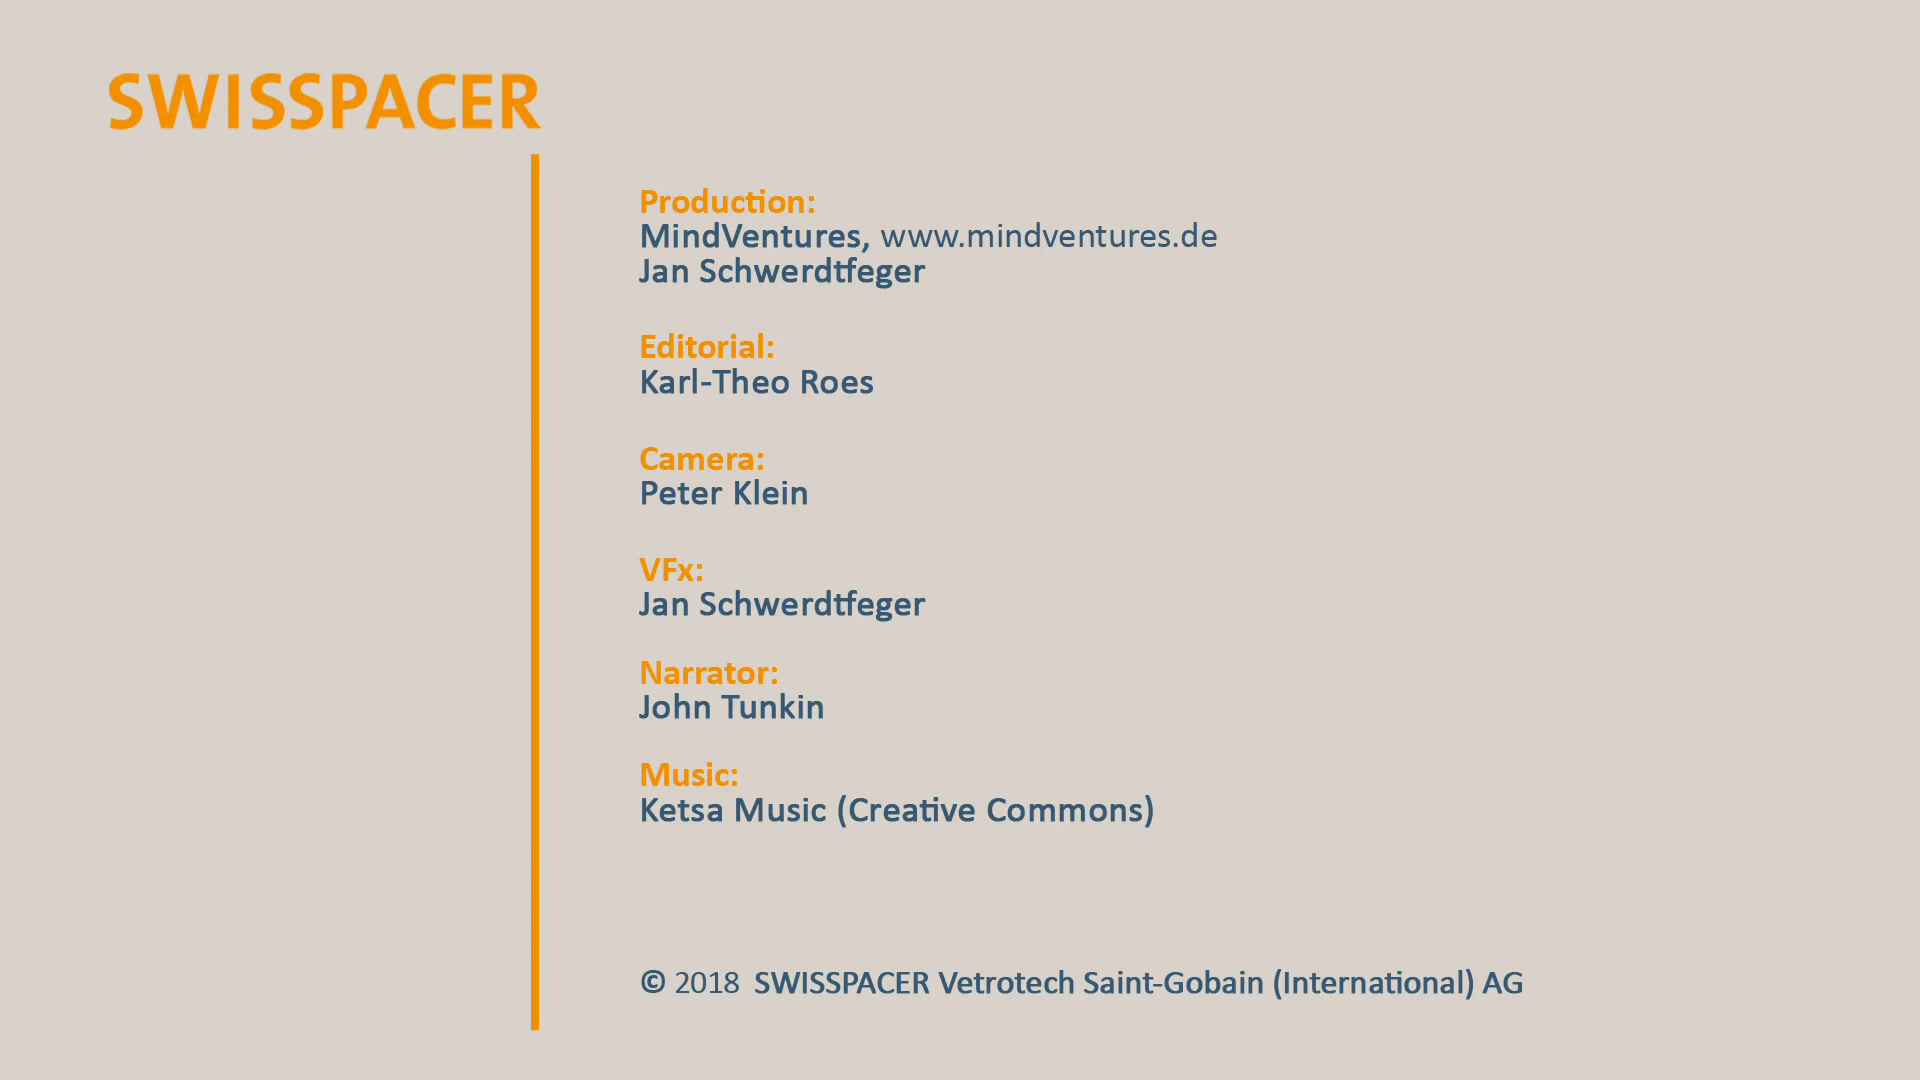 SWISSPACER
Production:
MindVentures, www.mindventures.de
Jan Schwerdtfeger
Editorial:
Karl-Theo Roes
Camera:
Peter Klein
VFx:
Jan Schwerdtfeger
Narrator:
John Tunkin
Music:
Ketsa Music (Creative Commons)
© 2018 SWISSPACER Vetrotech Saint-Gobain (International) AG